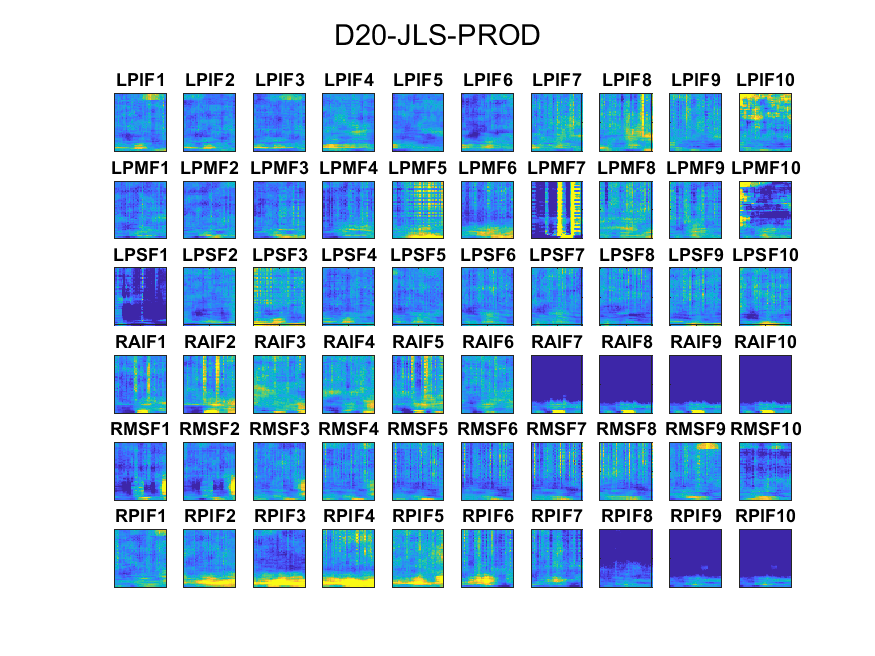 D20-JLS-PROD
LPIF1 LPIF2 LPIF3 LPIF4 LPIF5 LPIF6 LPIF7 LPIF8 LPIF9 LPIF10
LPMF1 LPMF2 LPMF3 LPMF4 LPMF5 LPMF6 LPMF7 LPMF8 LPMF9 LPMF10
LPSF1 LPSF2 LPSF3 LPSF4 LPSF5 LPSF6 LPSF7 LPSF8 LPSF9 LPSF10
RAIF1 RAIF2 RAIF3 RAIF4 RAIF5 RAIF6 RAIF7 RAIF8 RAIF9 RAIF10
RMSF1 RMSF2 RMSF3 RMSF4 RMSF5 RMSF6 RMSF7 RMSF8 RMSF9 RMSF10
RPIF1 RPIF2 RPIF3 RPIF4 RPIF5 RPIF6 RPIF7 RPIF8 RPIF9 RPIF10